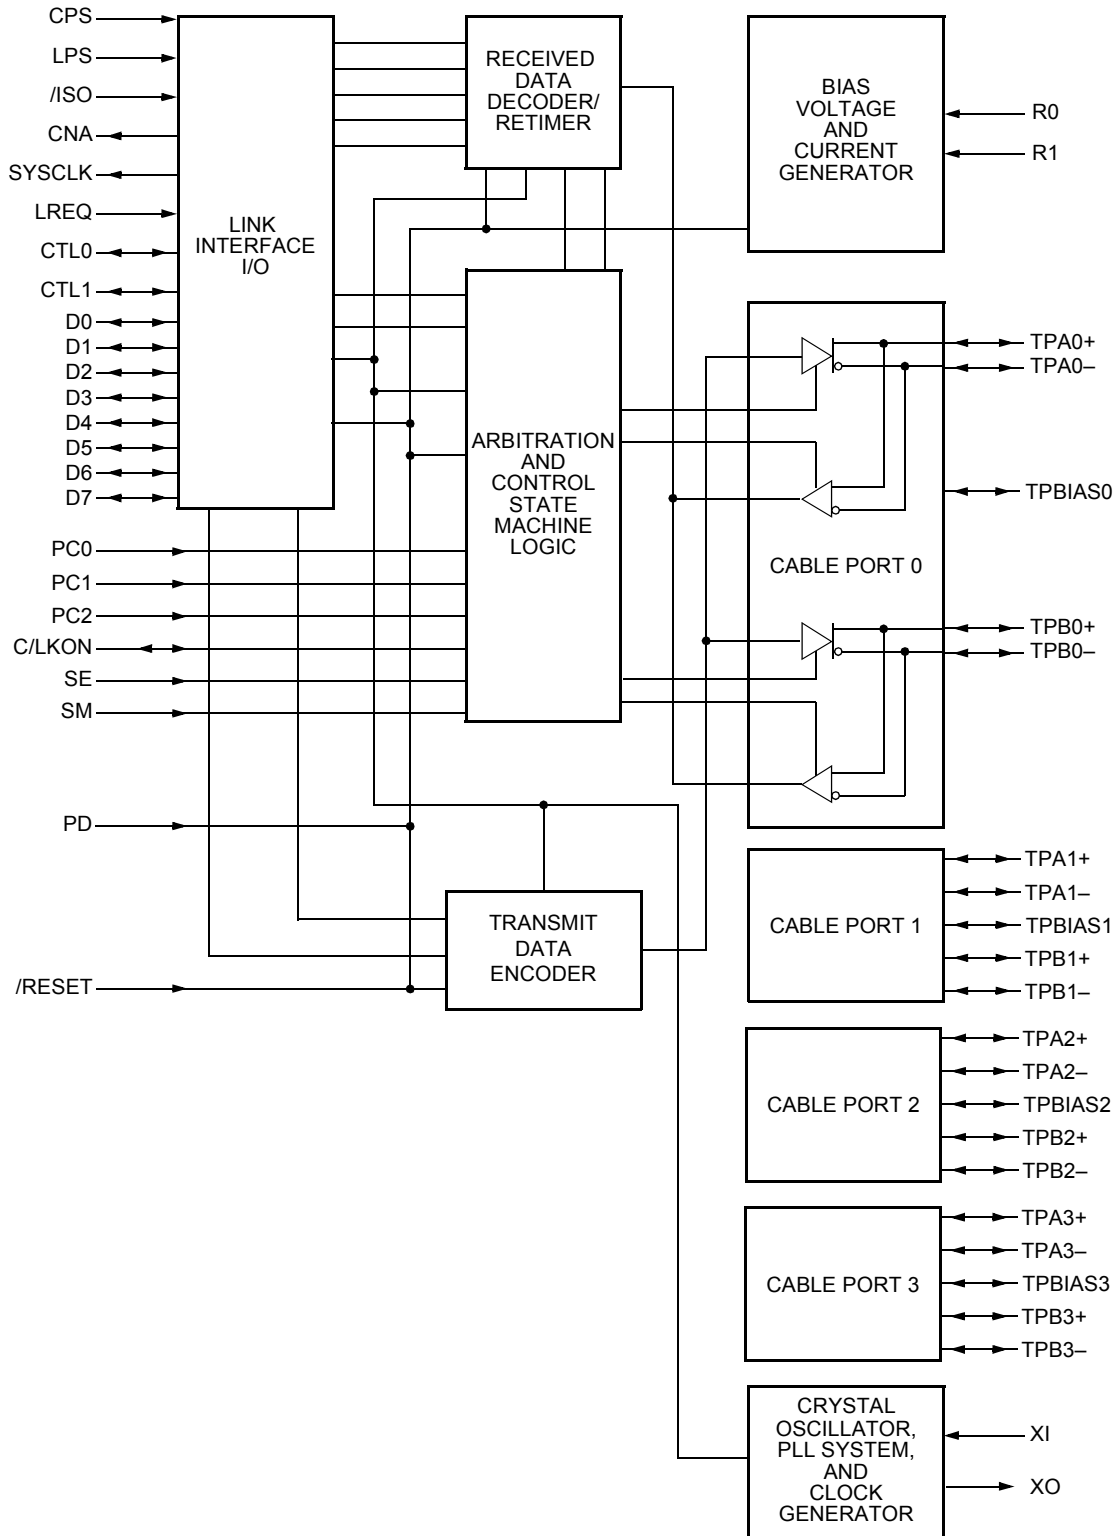 CPS
LPS
/ISO
CNA
SYSCLK
LREQ
CTL0
CTL1
D0
D1
D2
D3
D4
D5
D6
D7
PC0
PC1
PC2
C/LKON
SE
SM
PD
/RESET
LINK
INTERFACE
I/O
RECEIVED
DATA
DECODER/
RETIMER
ARBITRATION
AND
CONTROL
STATE
MACHINE
LOGIC
TRANSMIT
DATA
ENCODER
BIAS
VOLTAGE
AND
CURRENT
GENERATOR
R0
R1
CABLE PORT 0
TPA0+
TPA0–
TPBIAS0
TPB0+
TPB0–
CABLE PORT 1
TPA1+
TPA1–
TPBIAS1
TPB1+
TPB1–
CABLE PORT 2
TPA2+
TPA2–
TPBIAS2
TPB2+
TPB2–
CABLE PORT 3
TPA3+
TPA3–
TPBIAS3
TPB3+
TPB3–
CRYSTAL
OSCILLATOR,
PLL SYSTEM,
AND
CLOCK
GENERATOR
XI
XO